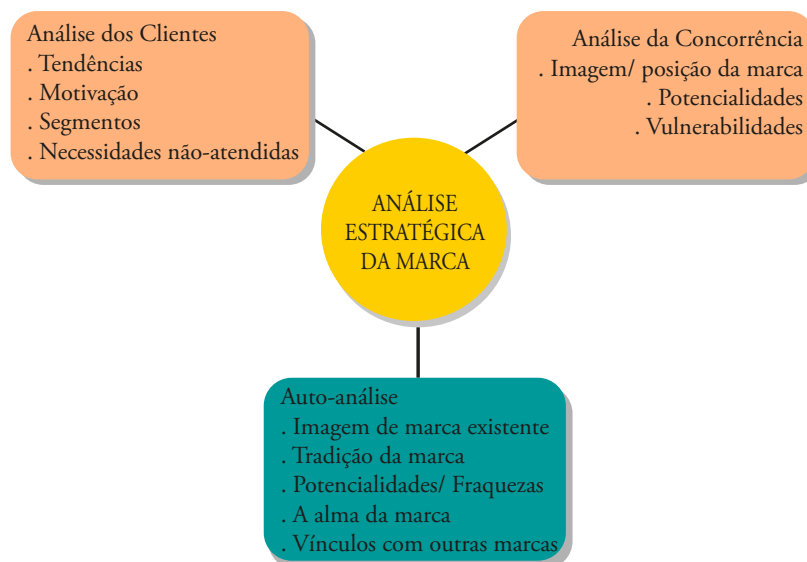 Análise dos Clientes
. Tendências
. Motivação
. Segmentos
. Necessidades não-atendidas
Análise da Concorrência
. Imagem/ posição da marca
. Potencialidades
. Vulnerabilidades
ANÁLISE
ESTRATÉGICA
DA MARCA
Auto-análise
. Imagem de marca existente
. Tradição da marca
. Potencialidades/ Fraquezas
. A alma da marca
. Vínculos com outras marcas